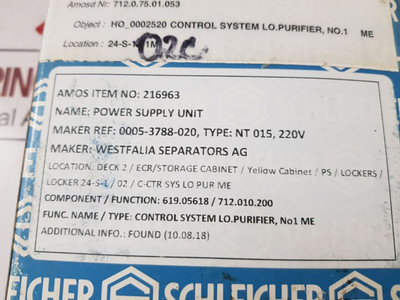 Amosd Nr: 712.0.75.01.053
Object : HO_0002520 CONTROL SYSTEM LO.PURIFIER, NO.1 ME
Location : 24-S-1
02C
AMOS ITEM NO: 216963
NAME: POWER SUPPLY UNIT
MAKER REF: 0005-3788-020, TYPE: NT 015, 220V
MAKER: WESTFALIA SEPARATORS AG
LOCATION: DECK 2 / ECR/STORAGE CABINET / Yellow Cabinet / PS / LOCKERS /
LOCKER 24-S-1 / 02 / C-CTR SYS LO PUR ME
COMPONENT / FUNCTION: 619.05618 / 712.010.200
FUNC. NAME / TYPE: CONTROL SYSTEM LO.PURIFIER, No1 ME
ADDITIONAL INFO.: FOUND (10.08.18)
EICHER SCHLEICHER